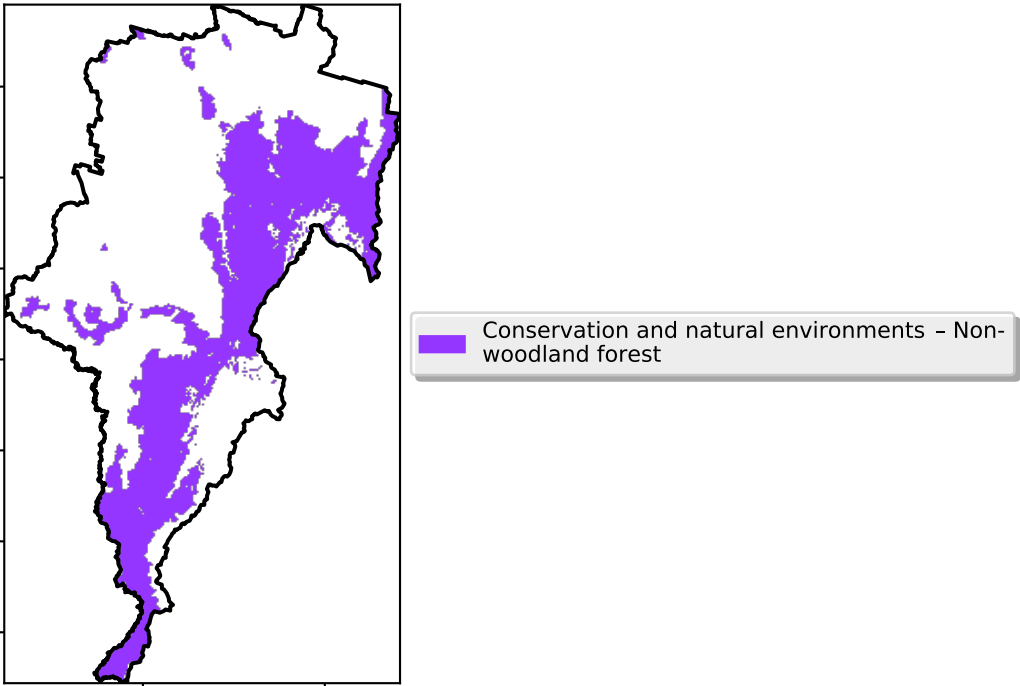 Conservation and natural environments – Non-
woodland forest